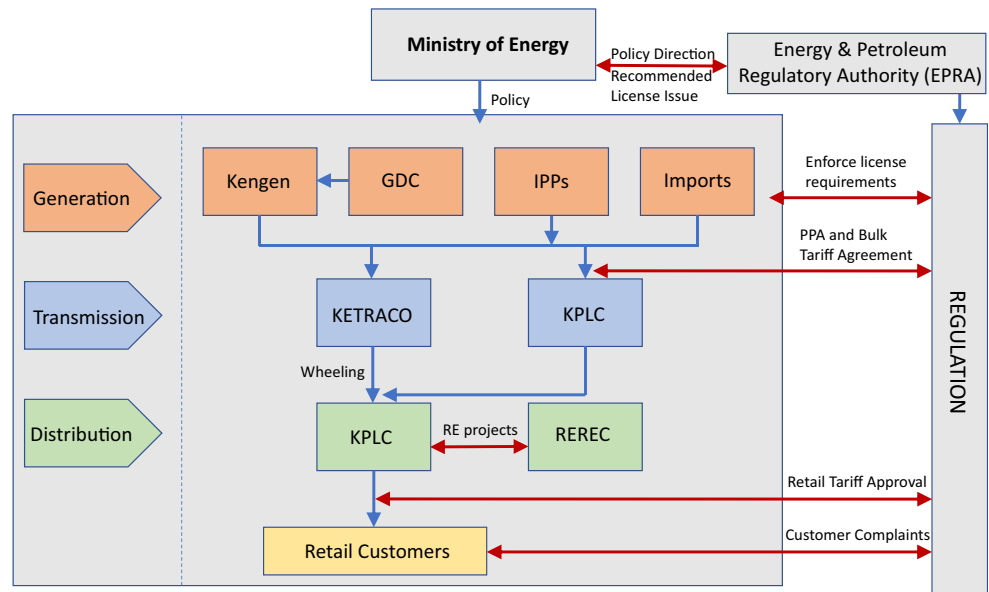 Ministry of Energy
Policy Direction
Recommended
License Issue
Energy & Petroleum
Regulatory Authority (EPRA)
Policy
Generation
Kengen
GDC
IPPs
Imports
Enforce license
requirements
PPA and Bulk
Tariff Agreement
Transmission
KETRACO
KPLC
REGULATION
Wheeling
Distribution
KPLC
RE projects
REREC
Retail Tariff Approval
Retail Customers
Customer Complaints